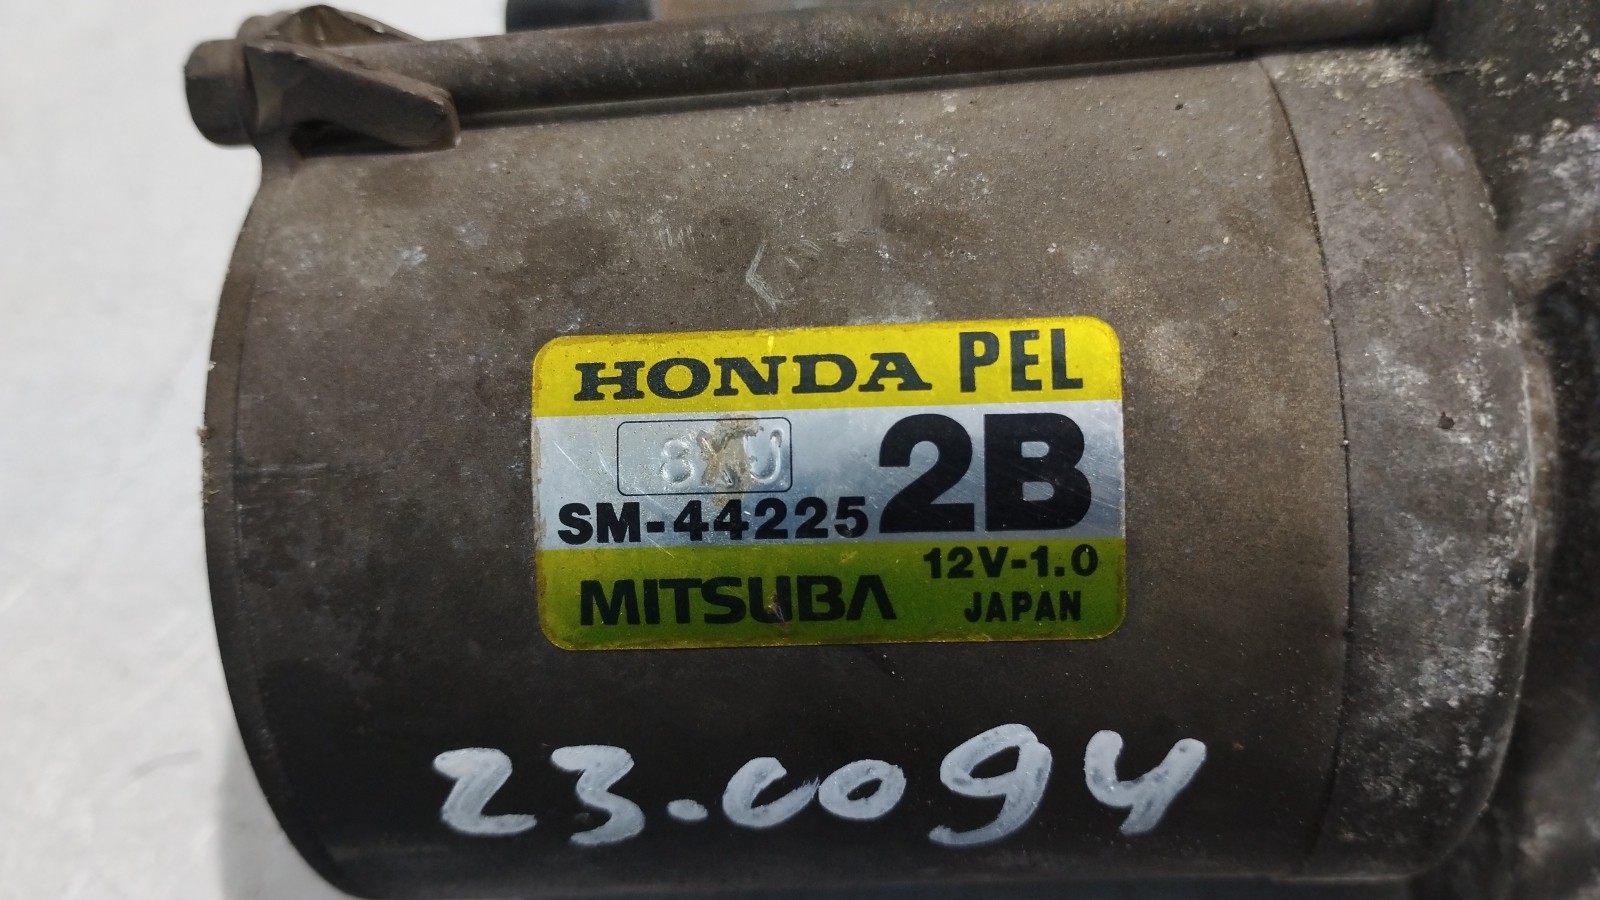 HONDA PEL
2B
SM-44225
12V-1.0
MITSUBA
JAPAN
23.0094